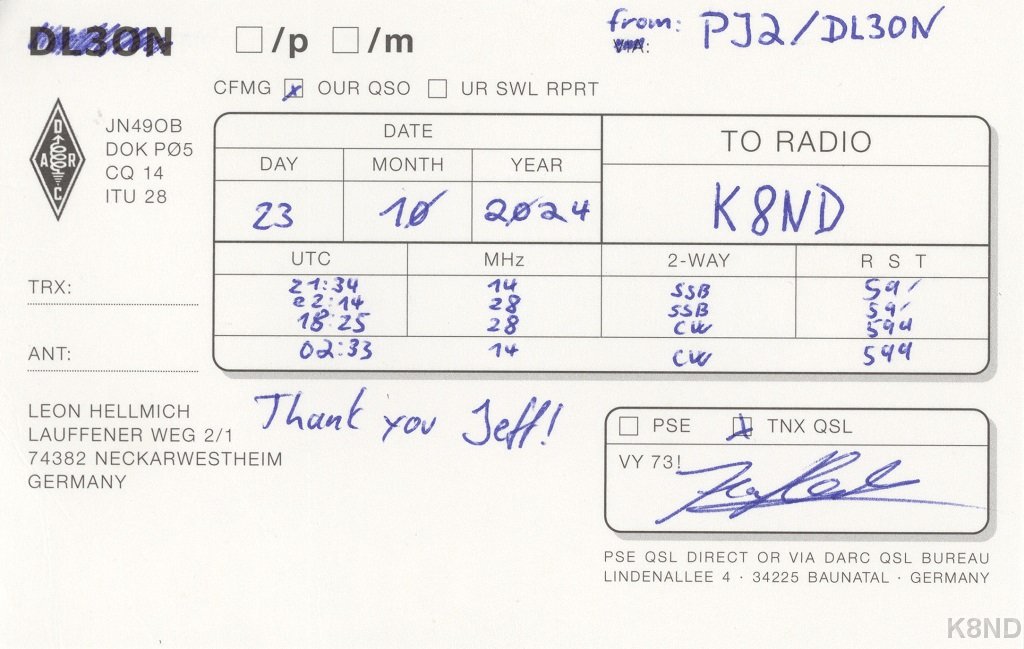 DL3ON □/p □/m
from: PJ2/DL3ON
VIA:
CFMG ☒ OUR QSO □ UR SWL RPRT
D A R C
JN49OB
DOK PØ5
CQ 14
ITU 28
DATE
TO RADIO
DAY MONTH YEAR
23 1Ø 2Ø24
K8ND
UTC MHz 2-WAY R S T
21:34 14 SSB 59/
22:14 28 SSB 59/
18:25 28 CW 599
02:33 14 CW 599
TRX:
ANT:
LEON HELLMICH
LAUFFENER WEG 2/1
74382 NECKARWESTHEIM
GERMANY
Thank you Jeff!
□ PSE ☒ TNX QSL
VY 73!
PSE QSL DIRECT OR VIA DARC QSL BUREAU
LINDENALLEE 4 · 34225 BAUNATAL · GERMANY
K8ND